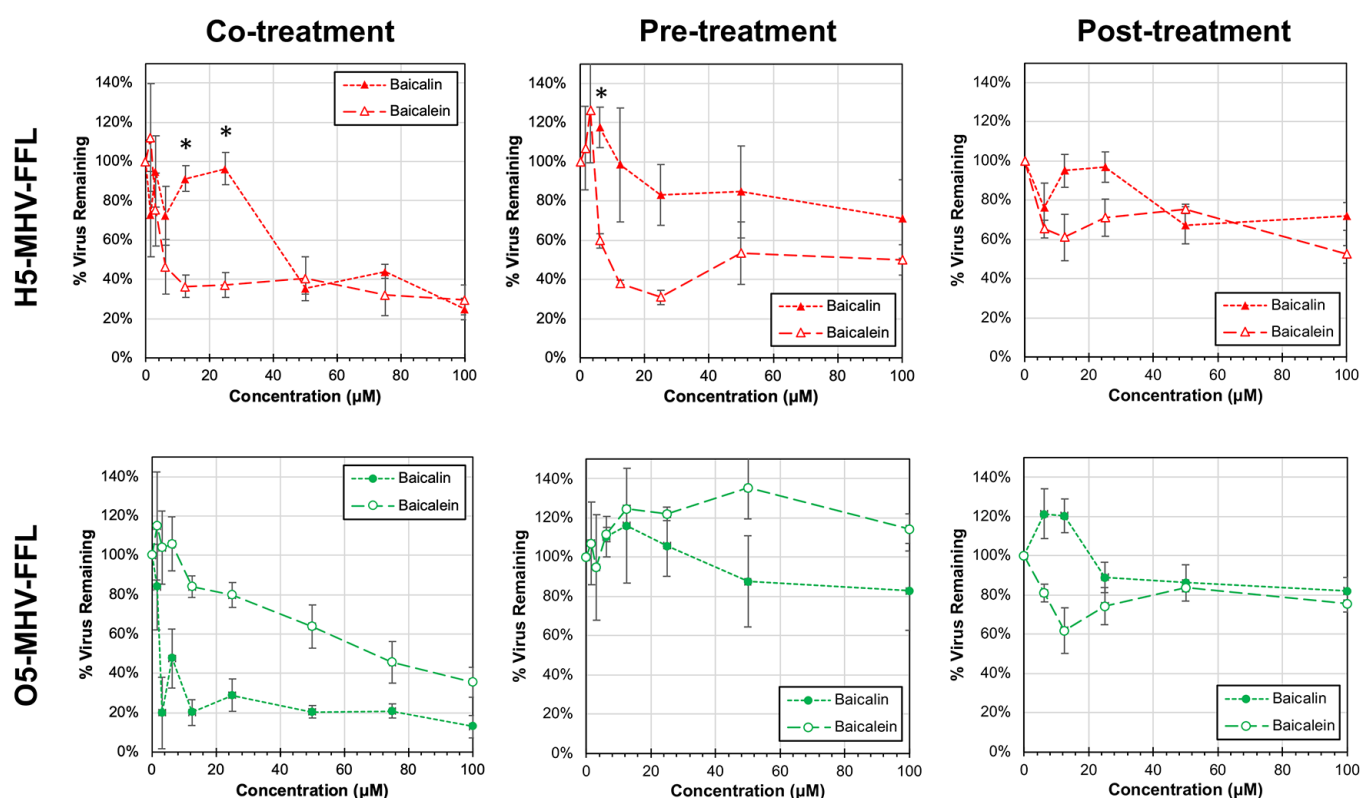 Co-treatment
Pre-treatment
Post-treatment
H5-MHV-FFL
% Virus Remaining
140%
120%
100%
80%
60%
40%
20%
0%
0 20 40 60 80 100
Concentration (µM)
Baicalin
Baicalein
*
*
% Virus Remaining
140%
120%
100%
80%
60%
40%
20%
0%
0 20 40 60 80 100
Concentration (µM)
*
Baicalin
Baicalein
% Virus Remaining
140%
120%
100%
80%
60%
40%
20%
0%
0 20 40 60 80 100
Concentration (µM)
Baicalin
Baicalein
O5-MHV-FFL
% Virus Remaining
140%
120%
100%
80%
60%
40%
20%
0%
0 20 40 60 80 100
Concentration (µM)
Baicalin
Baicalein
% Virus Remaining
140%
120%
100%
80%
60%
40%
20%
0%
0 20 40 60 80 100
Concentration (µM)
Baicalin
Baicalein
% Virus Remaining
140%
120%
100%
80%
60%
40%
20%
0%
0 20 40 60 80 100
Concentration (µM)
Baicalin
Baicalein